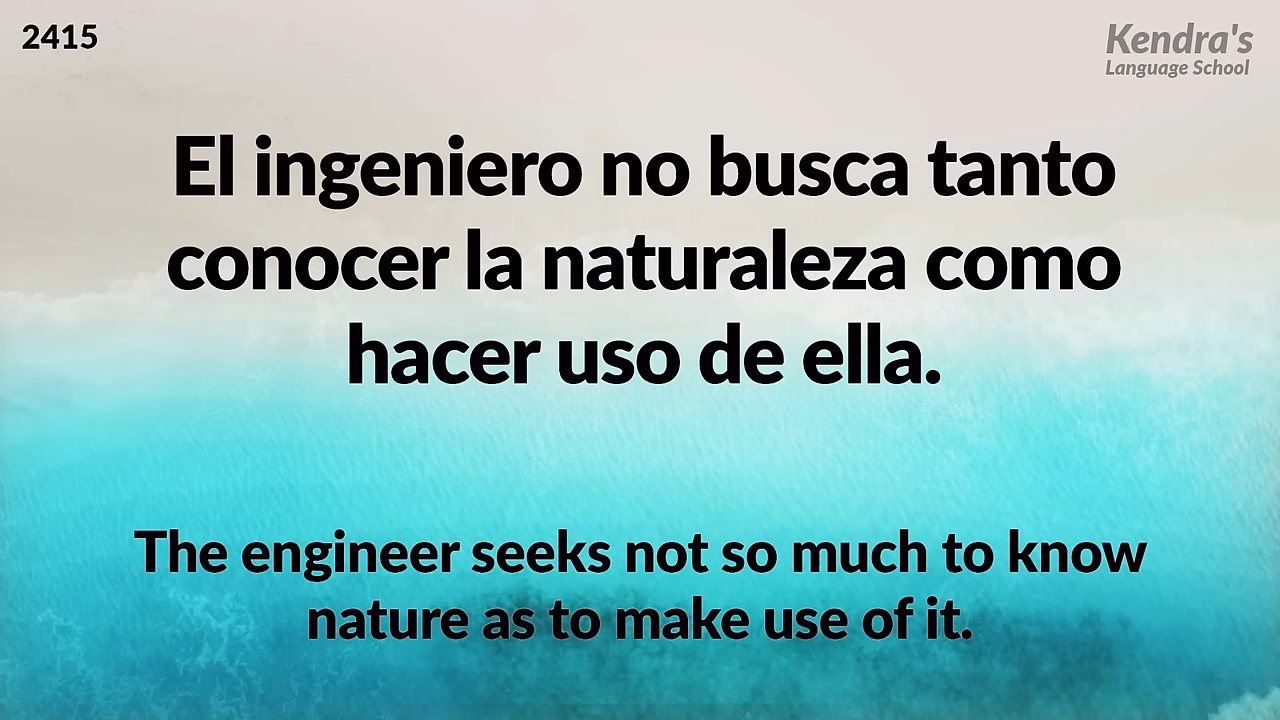 2415
Kendra's
Language School
El ingeniero no busca tanto
conocer la naturaleza como
hacer uso de ella.
The engineer seeks not so much to know
nature as to make use of it.